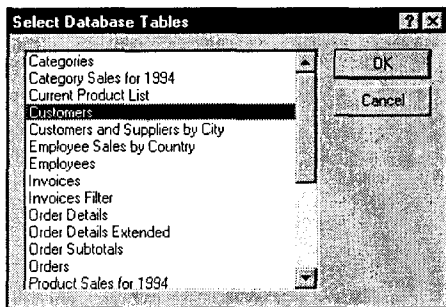 Select Database Tables
Categories
Category Sales for 1994
Current Product List
Customers
Customers and Suppliers by City
Employee Sales by Country
Employees
Invoices
Invoices Filter
Order Details
Order Details Extended
Order Subtotals
Orders
Product Sales for 1994
OK
Cancel